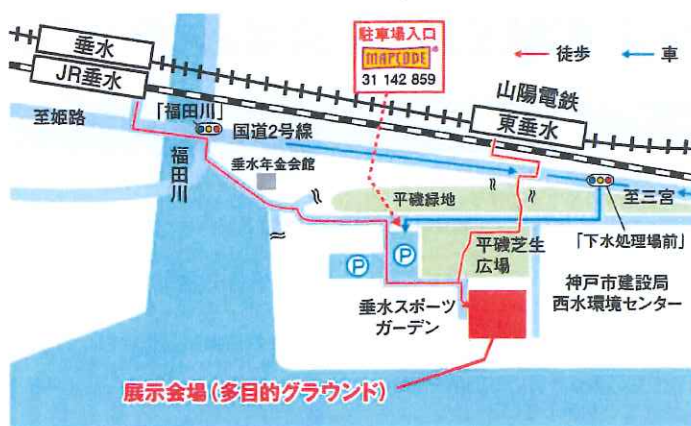 駐車場入口
MAPCODE®
31 142 859
徒歩
車
垂水
JR垂水
山陽電鉄
東垂水
至姫路
「福田川」
国道2号線
福田川
垂水年金会館
平磯緑地
至三宮
「下水処理場前」
P
P
平磯芝生
広場
神戸市建設局
西水環境センター
垂水スポーツ
ガーデン
展示会場(多目的グラウンド)